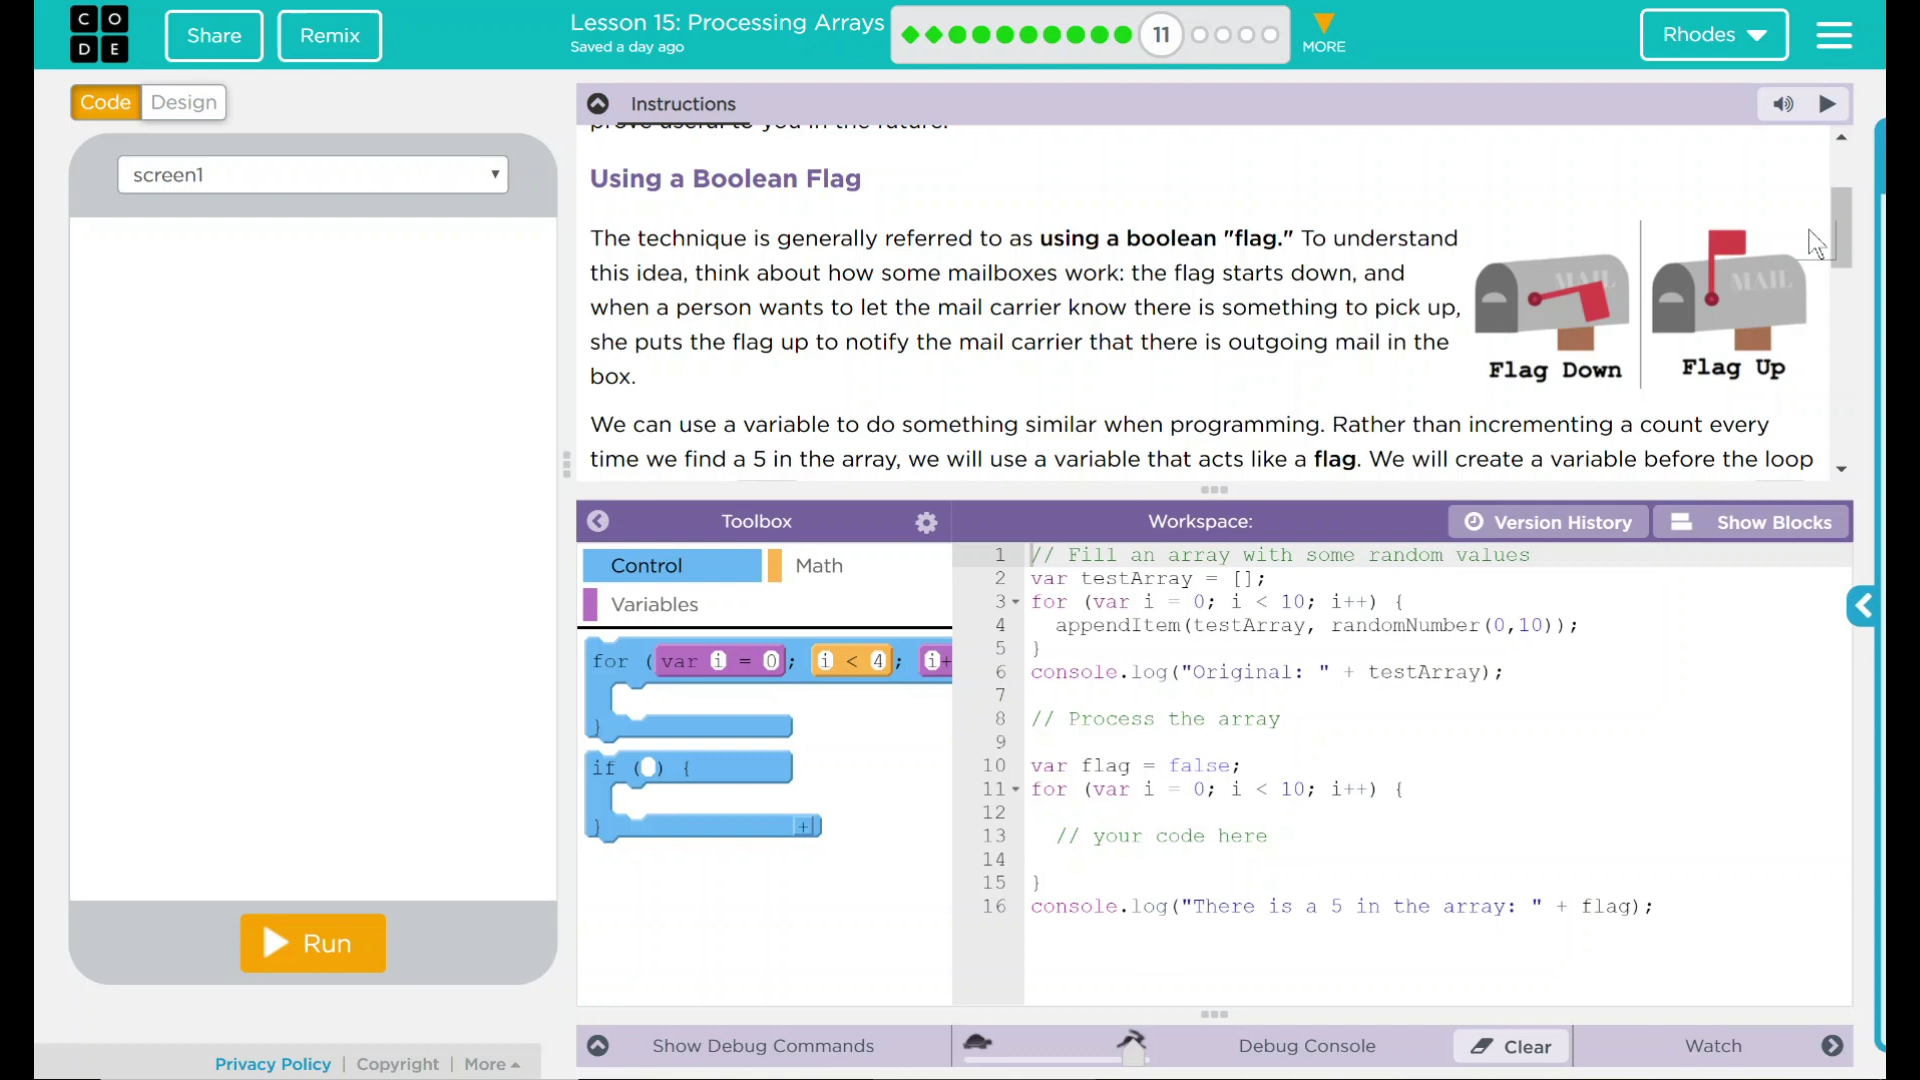 C O
D E
Share
Remix
Lesson 15: Processing Arrays
Saved a day ago
11
MORE
Rhodes
Code
Design
Instructions
screen1
prove useful to you in the future.
Using a Boolean Flag
The technique is generally referred to as using a boolean "flag." To understand
this idea, think about how some mailboxes work: the flag starts down, and
when a person wants to let the mail carrier know there is something to pick up,
she puts the flag up to notify the mail carrier that there is outgoing mail in the
box.
MAIL
MAIL
Flag Down
Flag Up
We can use a variable to do something similar when programming. Rather than incrementing a count every
time we find a 5 in the array, we will use a variable that acts like a flag. We will create a variable before the loop
Toolbox
Workspace:
Version History
Show Blocks
Control
Math
Variables
for ( var i = 0 ; i < 4 ; i+
}
if ( ) {
} +
1 // Fill an array with some random values
2 var testArray = [];
3 for (var i = 0; i < 10; i++) {
4 appendItem(testArray, randomNumber(0,10));
5 }
6 console.log("Original: " + testArray);
7
8 // Process the array
9
10 var flag = false;
11 for (var i = 0; i < 10; i++) {
12
13 // your code here
14
15 }
16 console.log("There is a 5 in the array: " + flag);
Run
Show Debug Commands
Debug Console
Clear
Watch
Privacy Policy | Copyright | More